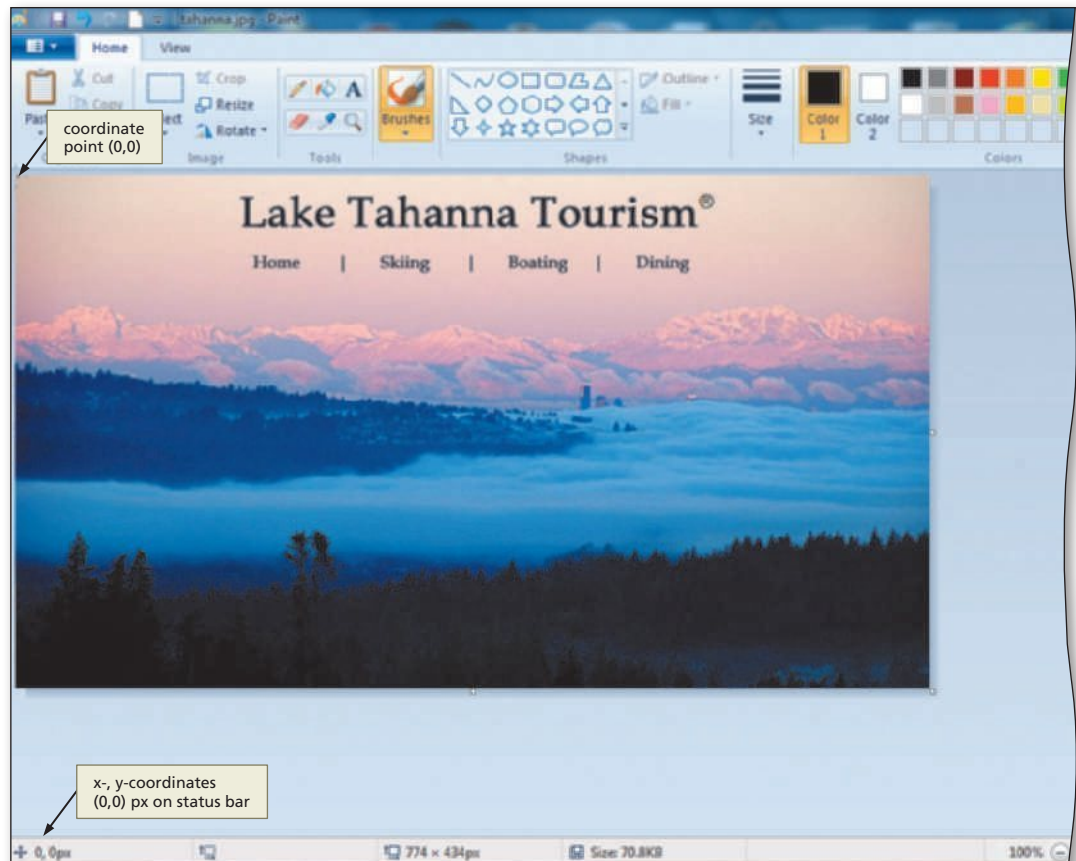 tahanna.jpg - Paint
Home View
Cut
Copy
Crop
Resize
Rotate
Brushes
Outline
Fill
Size
Color 1
Color 2
coordinate
point (0,0)
Image
Tools
Shapes
Colors
Lake Tahanna Tourism®
Home | Skiing | Boating | Dining
x-, y-coordinates
(0,0) px on status bar
0, 0px
774 × 434px
Size: 70.8KB
100%